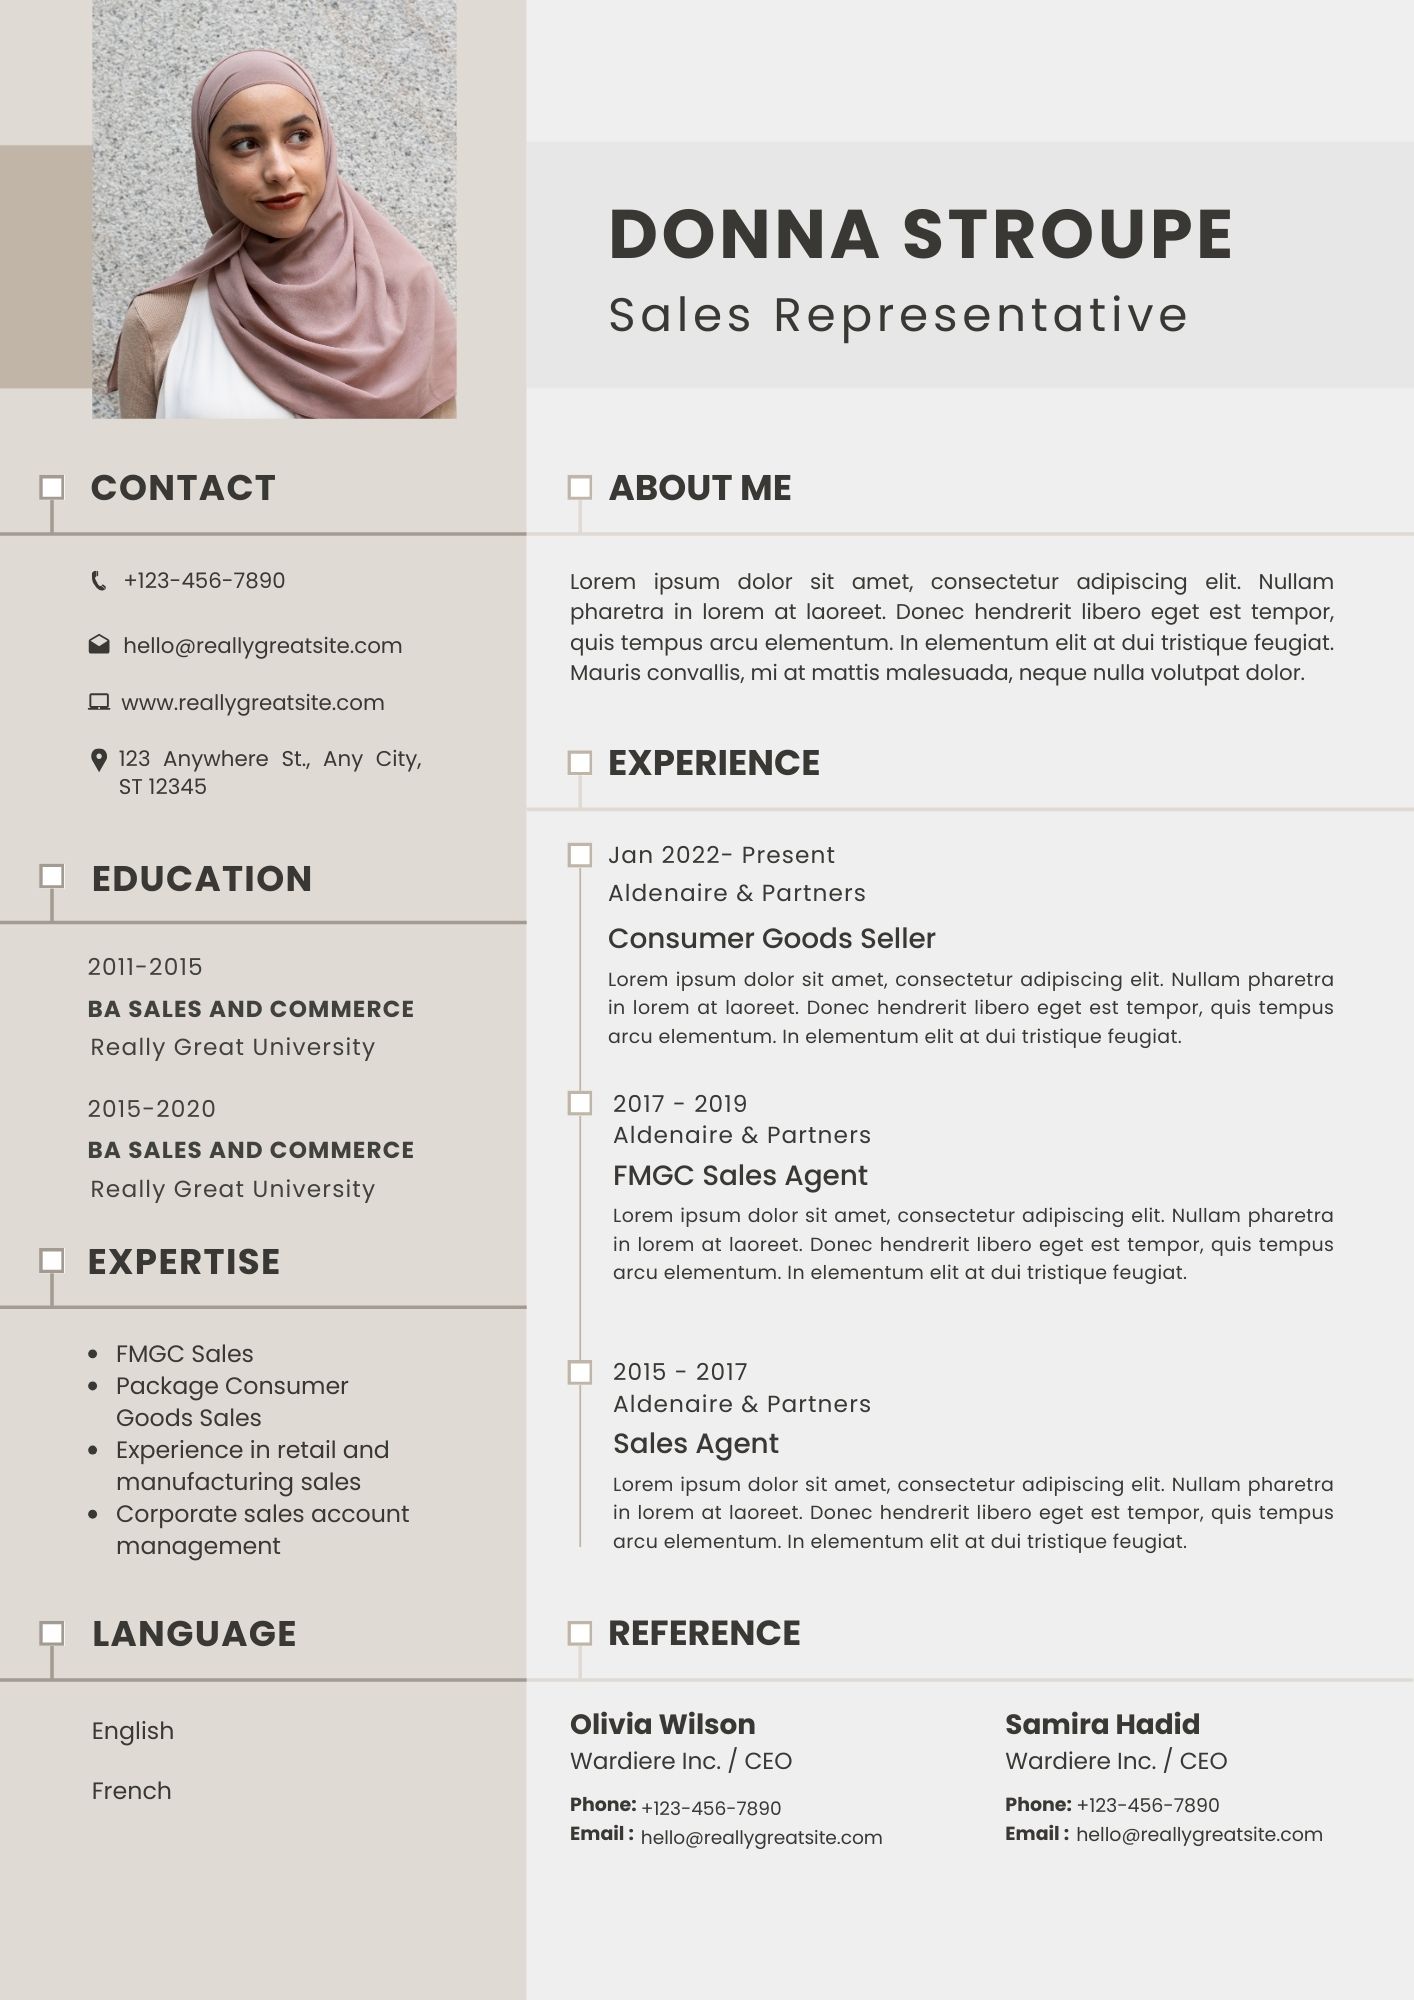 DONNA STROUPE
Sales Representative
CONTACT
+123-456-7890
hello@reallygreatsite.com
www.reallygreatsite.com
123 Anywhere St., Any City,
ST 12345
EDUCATION
2011-2015
BA SALES AND COMMERCE
Really Great University
2015-2020
BA SALES AND COMMERCE
Really Great University
EXPERTISE
• FMGC Sales
• Package Consumer
Goods Sales
• Experience in retail and
manufacturing sales
• Corporate sales account
management
LANGUAGE
English
French
ABOUT ME
Lorem ipsum dolor sit amet, consectetur adipiscing elit. Nullam
pharetra in lorem at laoreet. Donec hendrerit libero eget est tempor,
quis tempus arcu elementum. In elementum elit at dui tristique feugiat.
Mauris convallis, mi at mattis malesuada, neque nulla volutpat dolor.
EXPERIENCE
Jan 2022- Present
Aldenaire & Partners
Consumer Goods Seller
Lorem ipsum dolor sit amet, consectetur adipiscing elit. Nullam pharetra
in lorem at laoreet. Donec hendrerit libero eget est tempor, quis tempus
arcu elementum. In elementum elit at dui tristique feugiat.
2017 - 2019
Aldenaire & Partners
FMGC Sales Agent
Lorem ipsum dolor sit amet, consectetur adipiscing elit. Nullam pharetra
in lorem at laoreet. Donec hendrerit libero eget est tempor, quis tempus
arcu elementum. In elementum elit at dui tristique feugiat.
2015 - 2017
Aldenaire & Partners
Sales Agent
Lorem ipsum dolor sit amet, consectetur adipiscing elit. Nullam pharetra
in lorem at laoreet. Donec hendrerit libero eget est tempor, quis tempus
arcu elementum. In elementum elit at dui tristique feugiat.
REFERENCE
Olivia Wilson
Wardiere Inc. / CEO
Phone: +123-456-7890
Email : hello@reallygreatsite.com
Samira Hadid
Wardiere Inc. / CEO
Phone: +123-456-7890
Email : hello@reallygreatsite.com